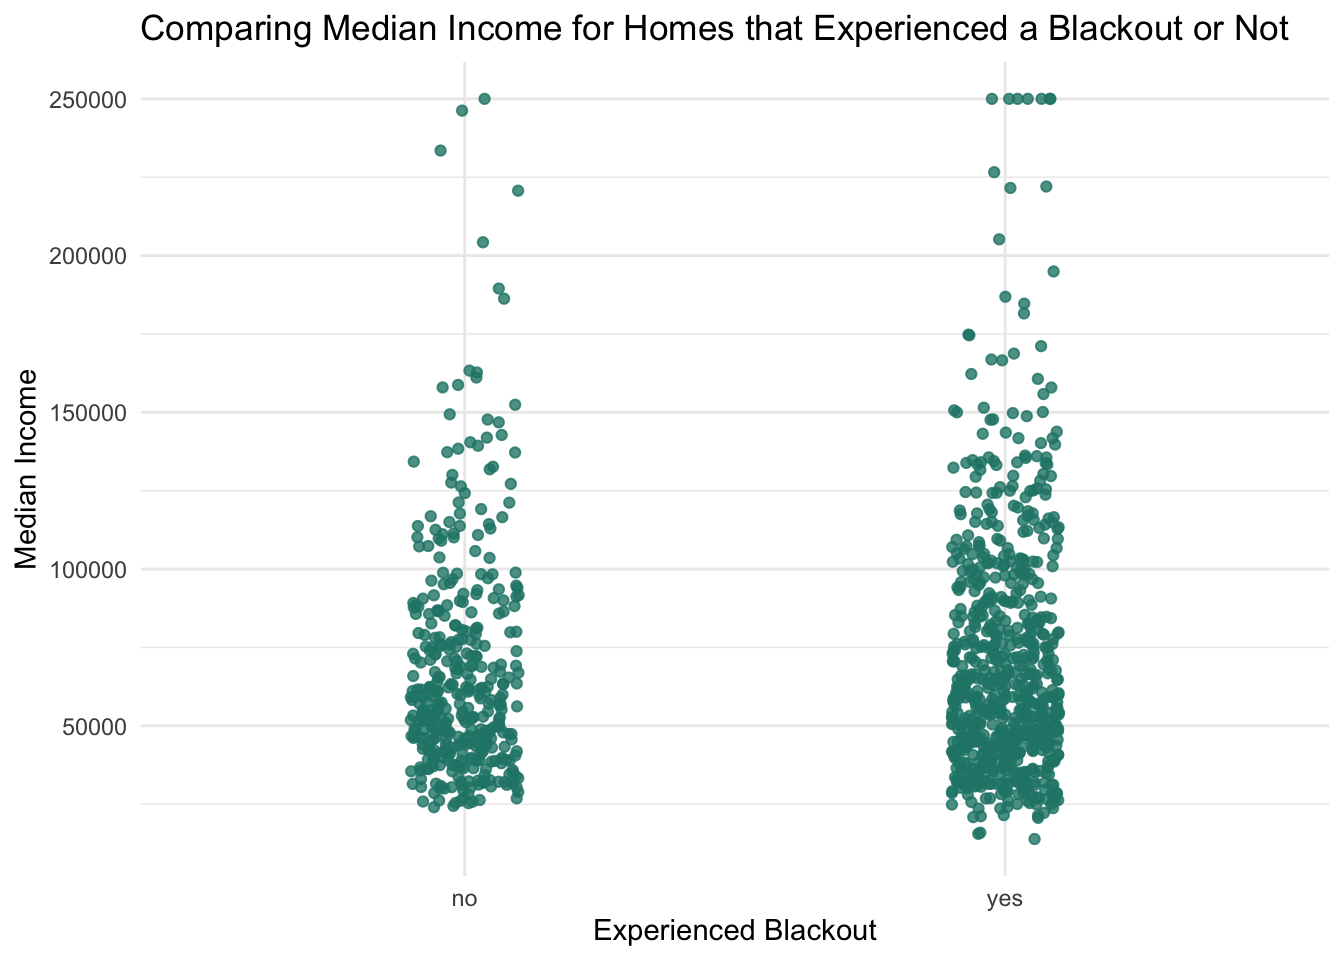 Comparing Median Income for Homes that Experienced a Blackout or Not
250000
200000
150000
100000
50000
Median Income
no
yes
Experienced Blackout